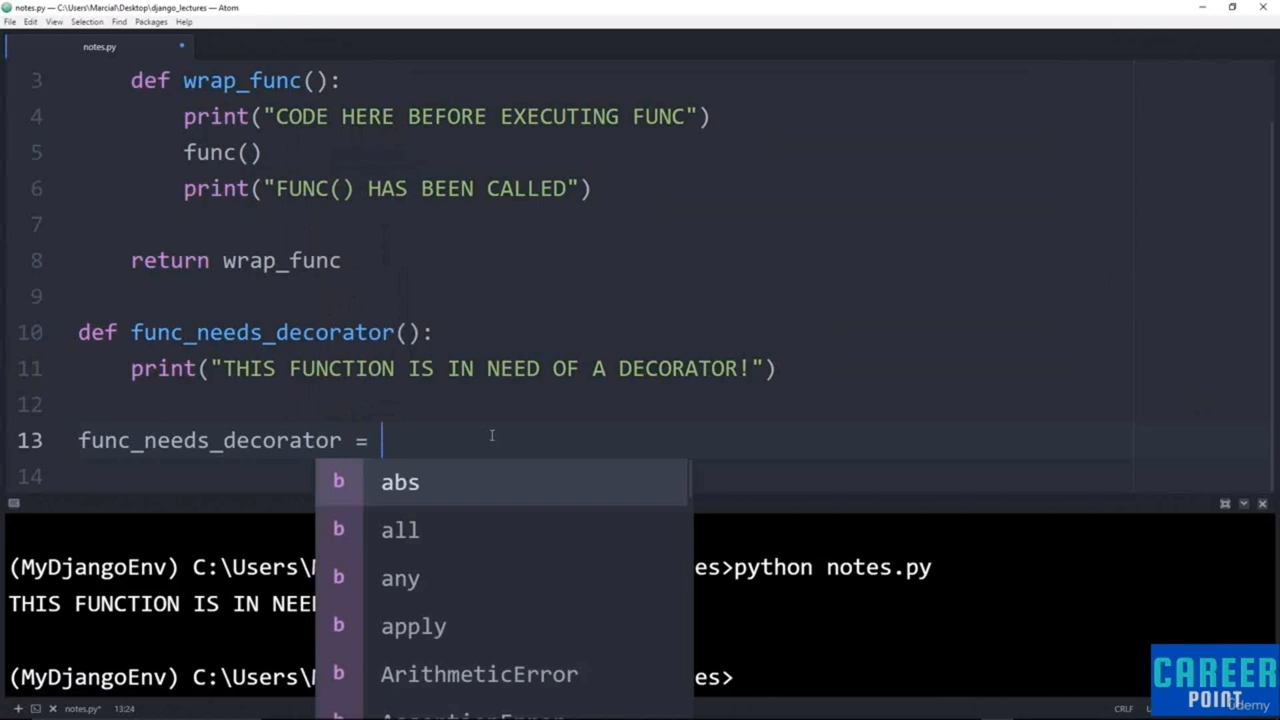 notes.py — C:\Users\Marcial\Desktop\django_lectures — Atom
File Edit View Selection Find Packages Help
notes.py
3 def wrap_func():
4 print("CODE HERE BEFORE EXECUTING FUNC")
5 func()
6 print("FUNC() HAS BEEN CALLED")
7
8 return wrap_func
9
10 def func_needs_decorator():
11 print("THIS FUNCTION IS IN NEED OF A DECORATOR!")
12
13 func_needs_decorator =
14
b abs
b all
b any
b apply
b ArithmeticError
(MyDjangoEnv) C:\Users\ es>python notes.py
THIS FUNCTION IS IN NEE
(MyDjangoEnv) C:\Users\ es>
CAREER
POINT
Udemy
notes.py* 13:24 CRLF